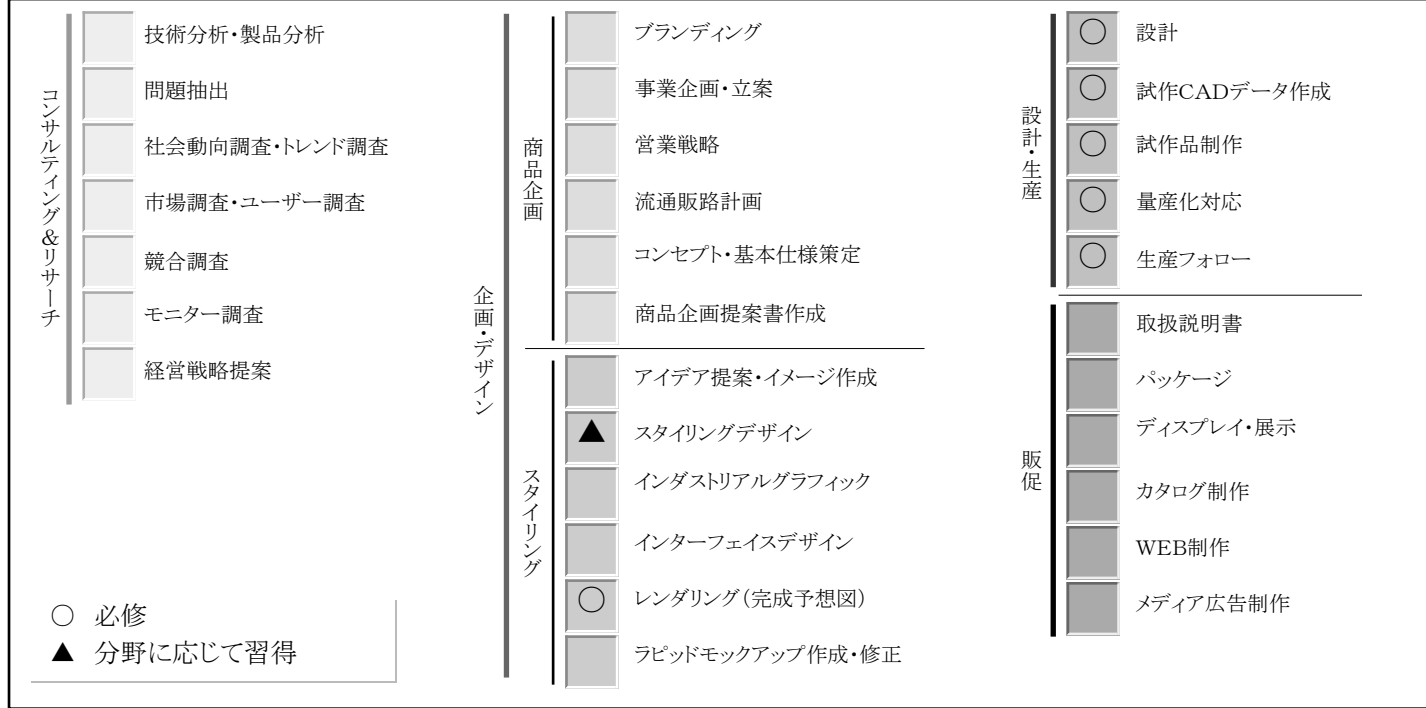 コンサルティング&リサーチ
技術分析・製品分析
問題抽出
社会動向調査・トレンド調査
市場調査・ユーザー調査
競合調査
モニター調査
経営戦略提案
企画・デザイン
商品企画
ブランディング
事業企画・立案
営業戦略
流通販路計画
コンセプト・基本仕様策定
商品企画提案書作成
スタイリング
アイデア提案・イメージ作成
▲ スタイリングデザイン
インダストリアルグラフィック
インターフェイスデザイン
○ レンダリング(完成予想図)
ラピッドモックアップ作成・修正
設計・生産
○ 設計
○ 試作CADデータ作成
○ 試作品制作
○ 量産化対応
○ 生産フォロー
販促
取扱説明書
パッケージ
ディスプレイ・展示
カタログ制作
WEB制作
メディア広告制作
○ 必修
▲ 分野に応じて習得